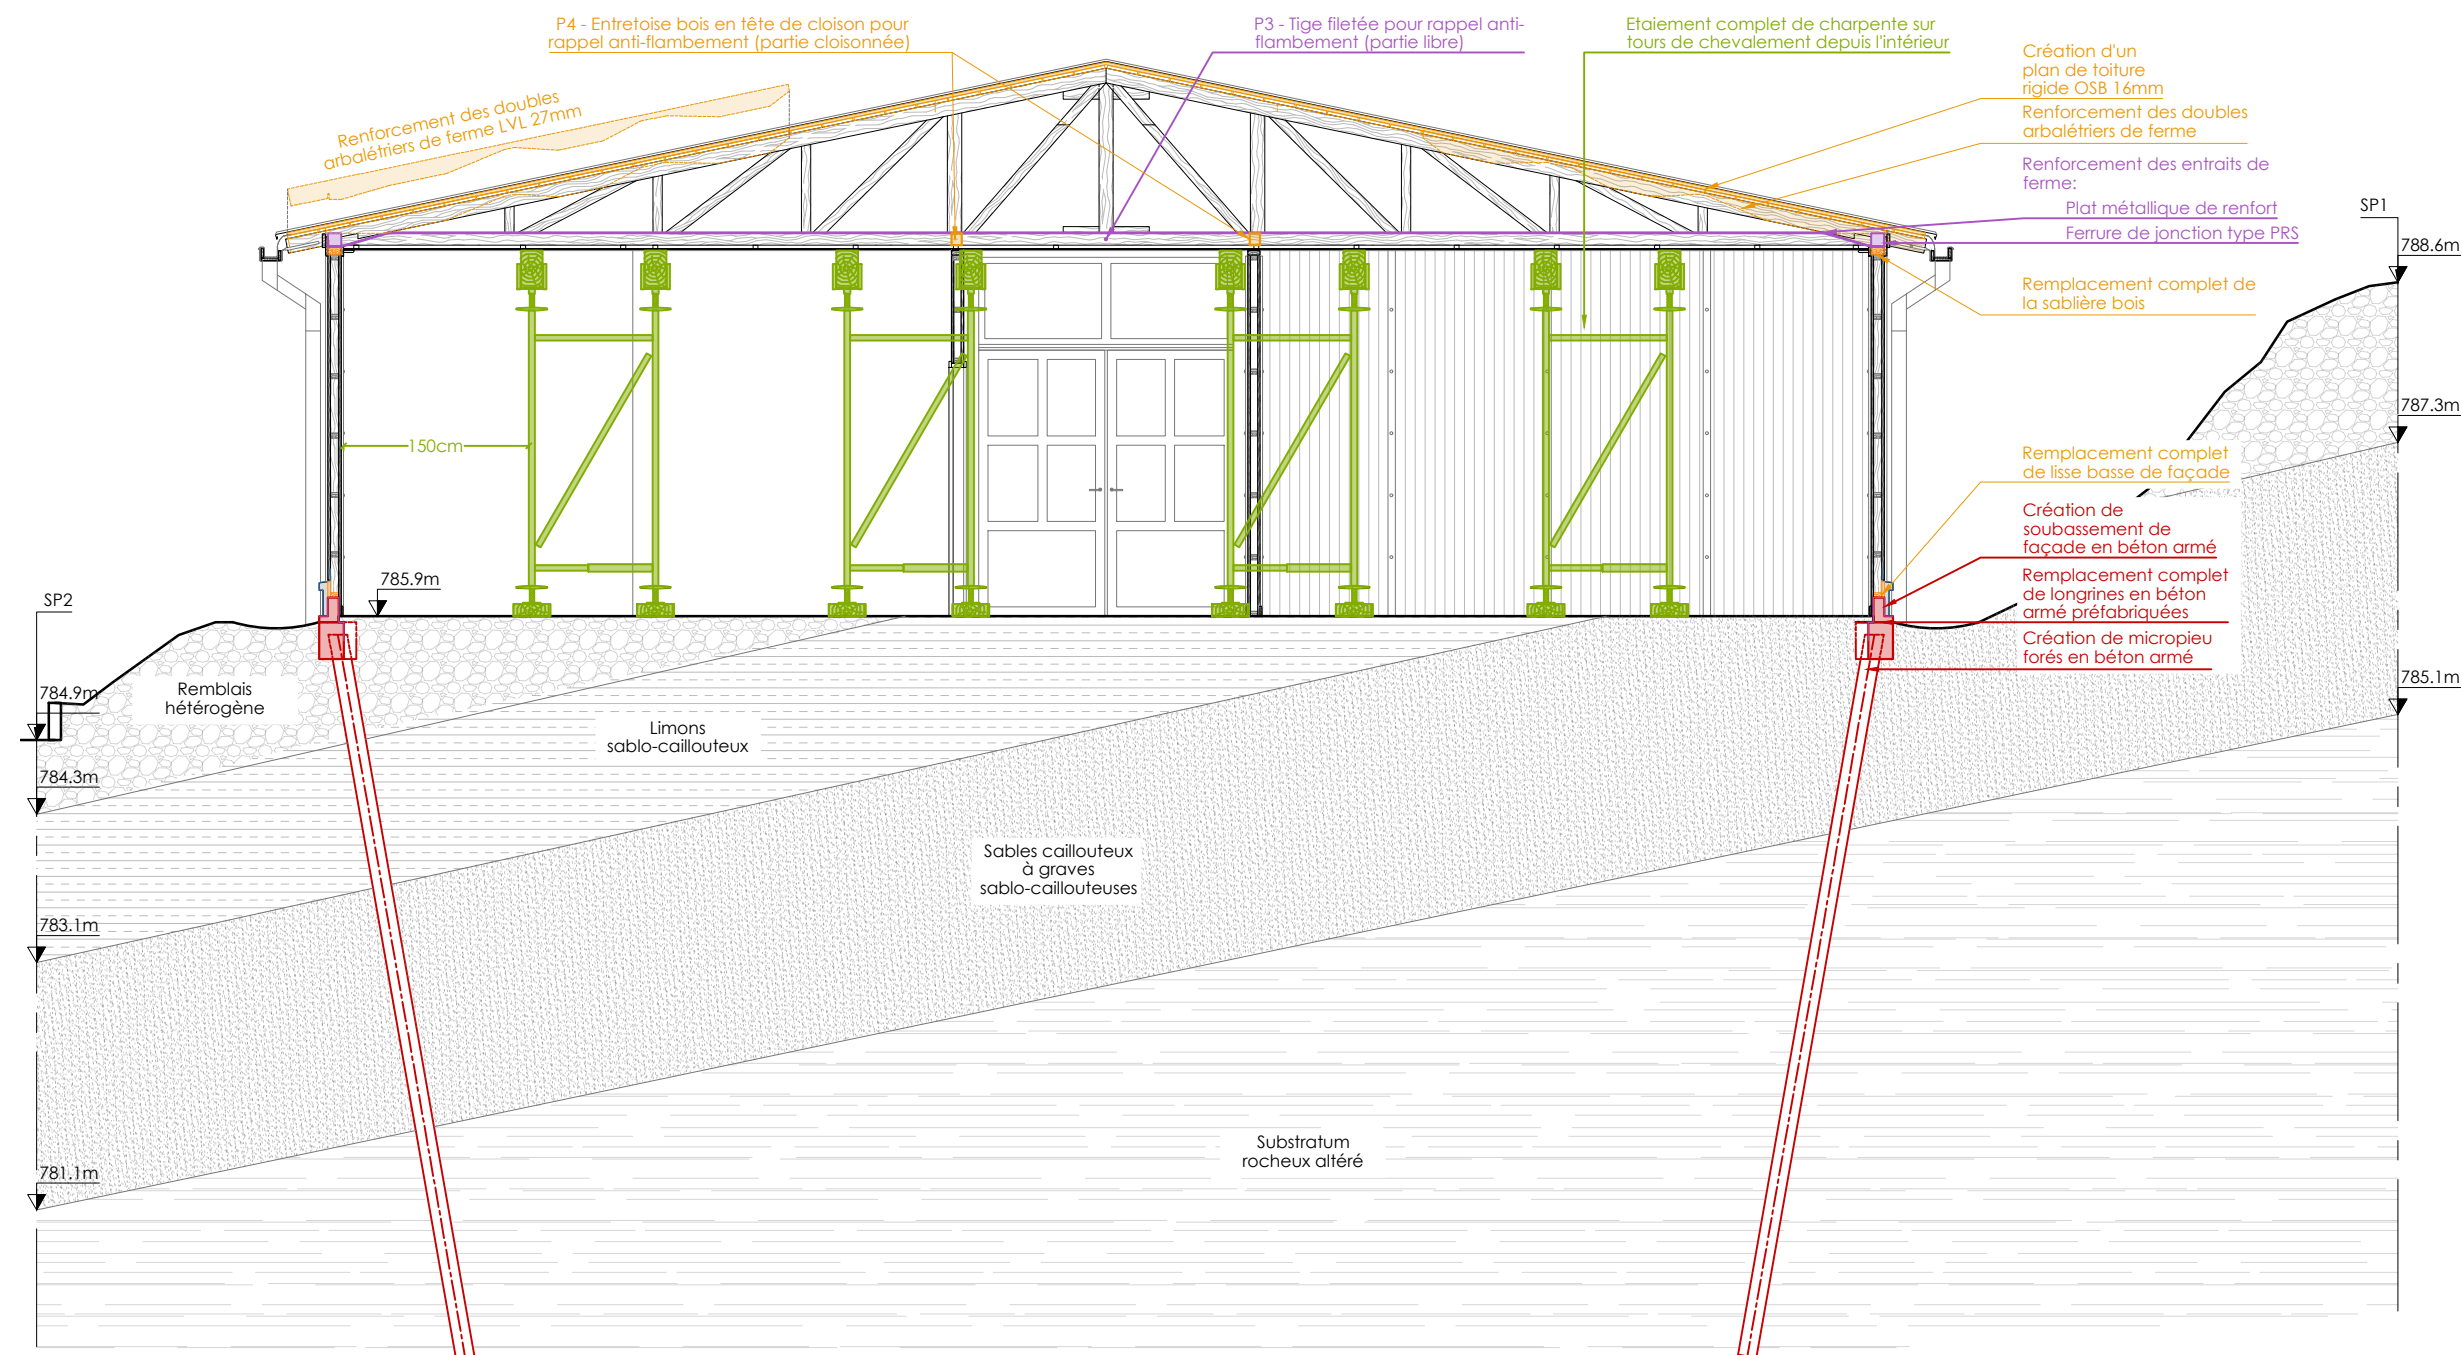 P4 - Entretoise bois en tête de cloison pour
rappel anti-flambement (partie cloisonnée)
P3 - Tige filetée pour rappel anti-
flambement (partie libre)
Etaiement complet de charpente sur
tours de chevalement depuis l'intérieur
Création d'un
plan de toiture
rigide OSB 16mm
Renforcement des doubles
arbalétriers de ferme
Renforcement des doubles
arbalétriers de ferme LVL 27mm
Renforcement des entraits de
ferme:
Plat métallique de renfort
Ferrure de jonction type PRS
SP1
788.6m
Remplacement complet de
la sablière bois
787.3m
150cm
Remplacement complet
de lisse basse de façade
Création de
soubassement de
façade en béton armé
Remplacement complet
de longrines en béton
armé préfabriquées
Création de micropieu
forés en béton armé
785.9m
SP2
785.1m
784.9m
Remblais
hétérogène
Limons
sablo-caillouteux
784.3m
Sables caillouteux
à graves
sablo-caillouteuses
783.1m
Substratum
rocheux altéré
781.1m